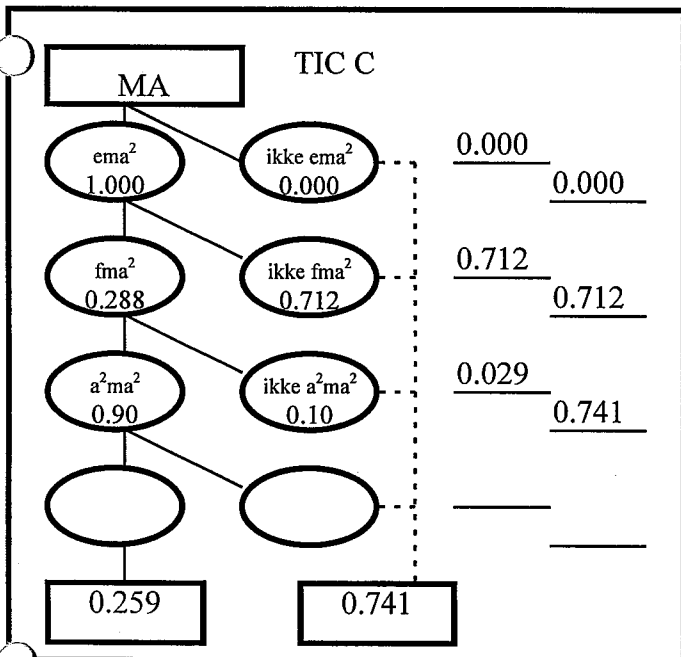 TIC C
MA
ema²
1.000
ikke ema²
0.000
0.000
0.000
fma²
0.288
ikke fma²
0.712
0.712
0.712
a²ma²
0.90
ikke a²ma²
0.10
0.029
0.741
0.259
0.741